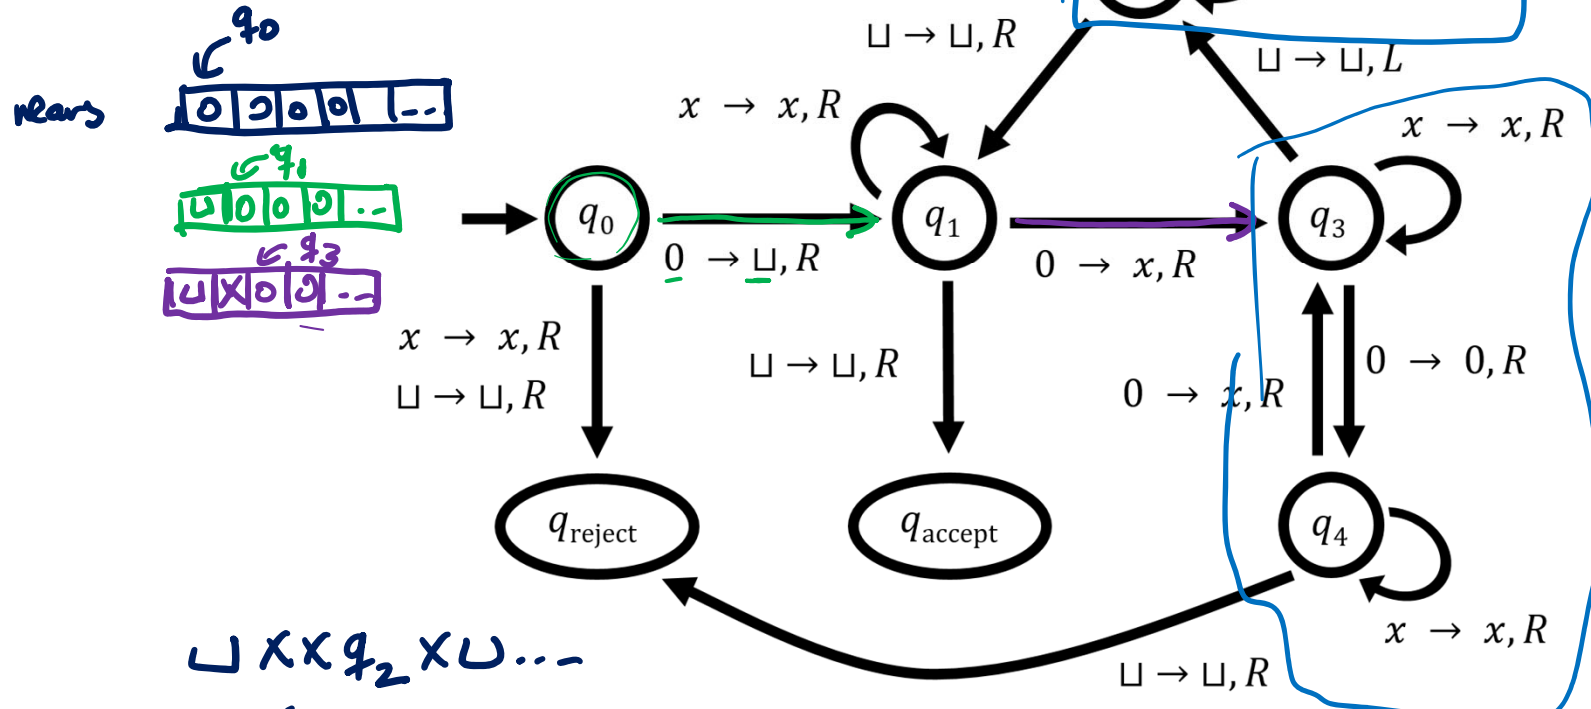 q0
means
0 0 0 0 ...
⊔ → ⊔, R
⊔ → ⊔, L
x → x, R
x → x, R
q1
⊔ 0 0 0 ...
q0
q1
q3
0 → ⊔, R
0 → x, R
q3
⊔ X 0 0 ...
x → x, R
⊔ → ⊔, R
⊔ → ⊔, R
0 → x, R
0 → 0, R
qreject
qaccept
q4
x → x, R
⊔ → ⊔, R
⊔ X X q2 X ⊔ ...